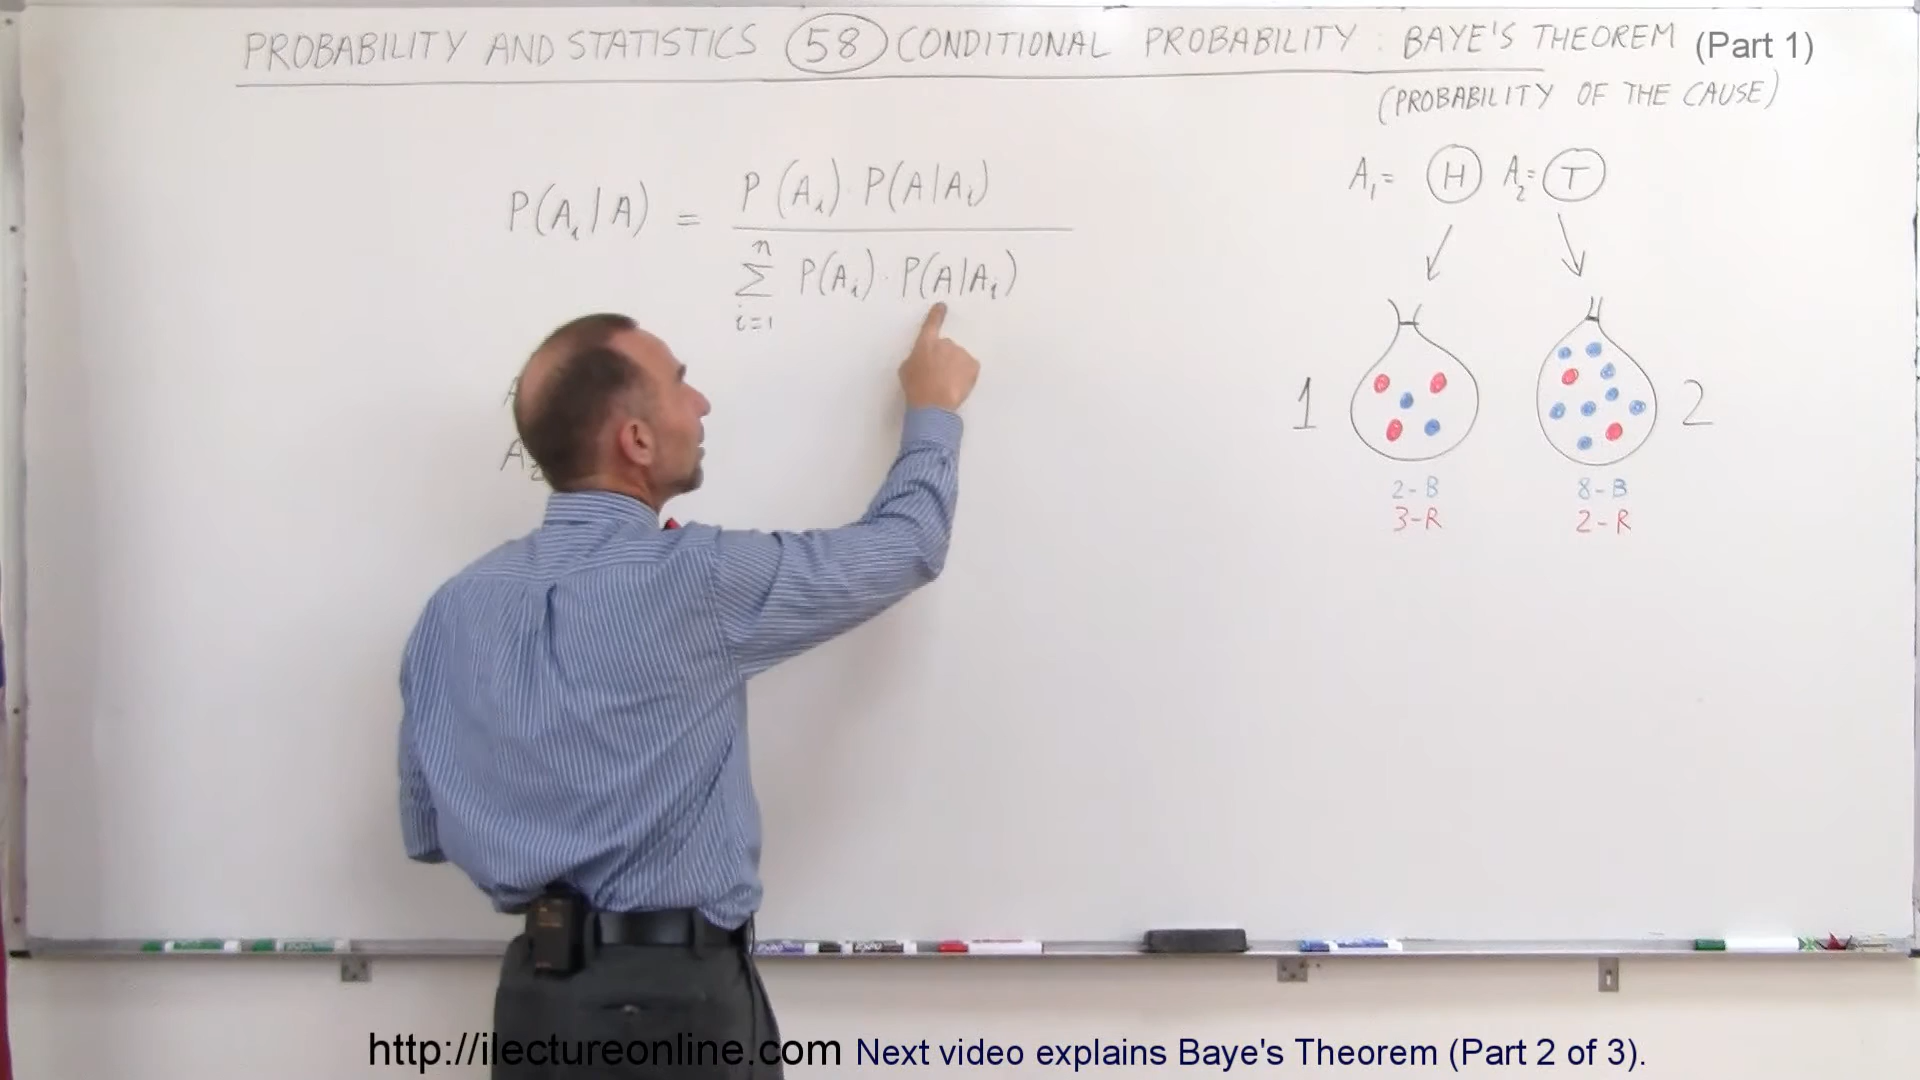 PROBABILITY AND STATISTICS 58 CONDITIONAL PROBABILITY : BAYE'S THEOREM (Part 1)
(PROBABILITY OF THE CAUSE)
P(Aᵢ/A) = P(Aᵢ)·P(A/Aᵢ)
n
Σ P(Aᵢ)·P(A/Aᵢ)
i=1
A
A₂
A₁= H A₂= T
1 2
2-B 8-B
3-R 2-R
EXPO
http://ilectureonline.com Next video explains Baye's Theorem (Part 2 of 3).